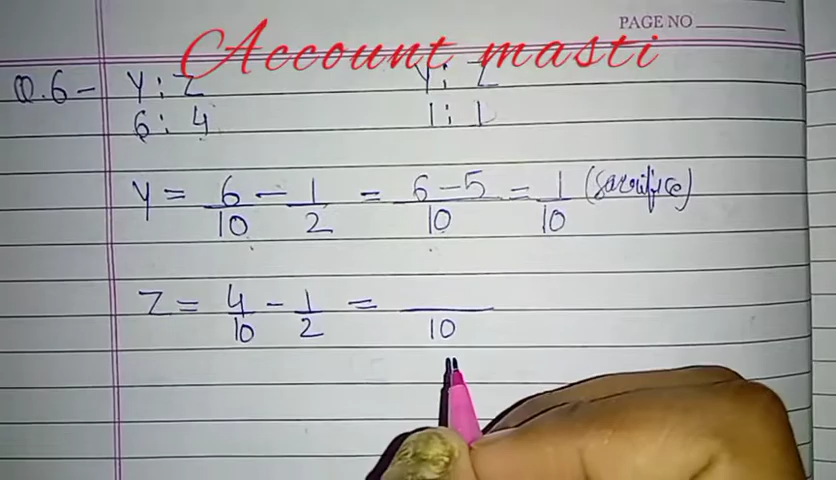 PAGE NO
Account masti
Q.6- Y : Z Y : Z
6 : 4 1 : 1
Y = 6/10 - 1/2 = 6-5/10 = 1/10 (Sacrifice)
Z = 4/10 - 1/2 = /10